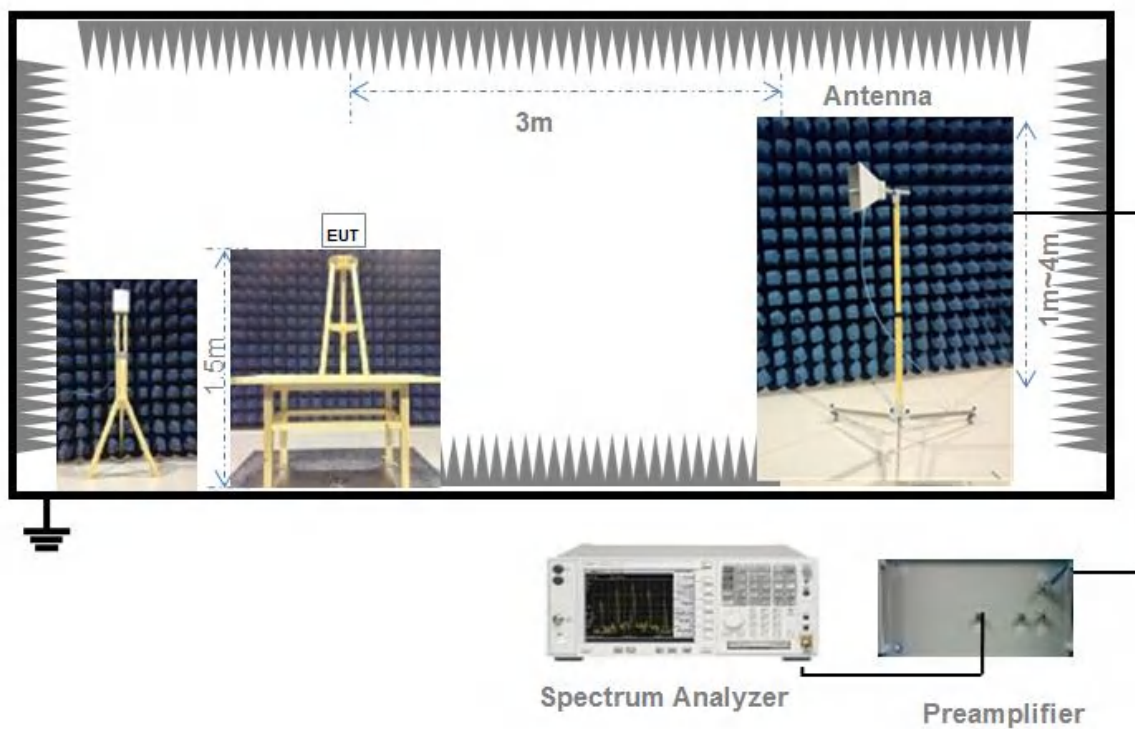 Antenna
3m
EUT
1.5m
1m~4m
Spectrum Analyzer
Preamplifier